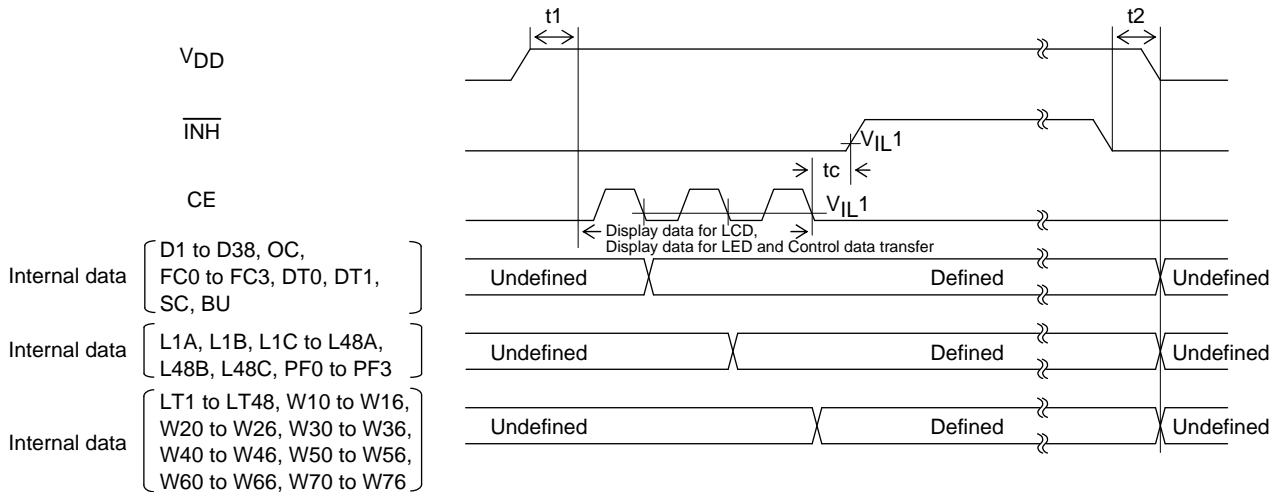 t1
t2
VDD
INH
VIL1
tc
CE
VIL1
Display data for LCD,
Display data for LED and Control data transfer
Internal data
D1 to D38, OC,
FC0 to FC3, DT0, DT1,
SC, BU
Undefined
Defined
Undefined
Internal data
L1A, L1B, L1C to L48A,
L48B, L48C, PF0 to PF3
Undefined
Defined
Undefined
Internal data
LT1 to LT48, W10 to W16,
W20 to W26, W30 to W36,
W40 to W46, W50 to W56,
W60 to W66, W70 to W76
Undefined
Defined
Undefined